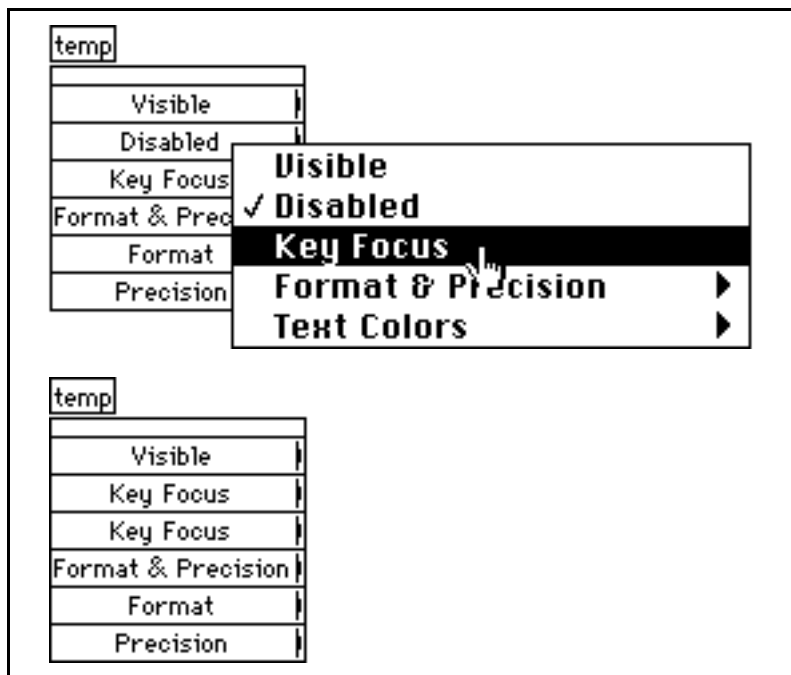 temp
Visible
Disabled
Key Focus
Format & Prec
Format
Precision
Visible
✓ Disabled
Key Focus
Format & Precision
Text Colors
temp
Visible
Key Focus
Key Focus
Format & Precision
Format
Precision